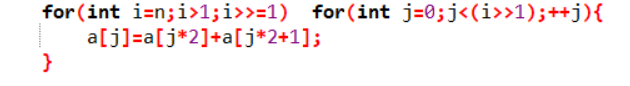 for(int i=n;i>1;i>>=1)  for(int j=0;j<(i>>1);++j){
    a[j]=a[j*2]+a[j*2+1];
}